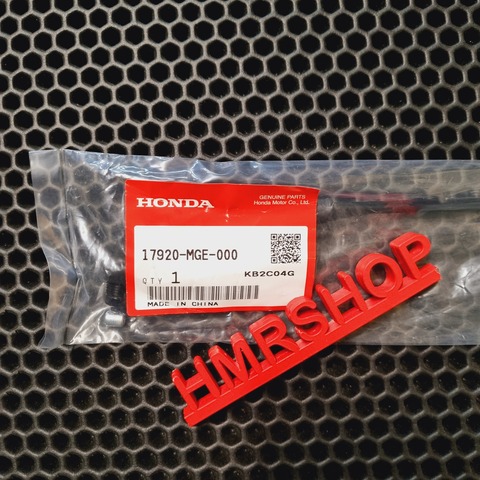 HONDA
GENUINE PARTS
Honda Motor Co., Ltd.
17920-MGE-000
QTY 1
KB2C04G
MADE IN CHINA
HMRSHOP